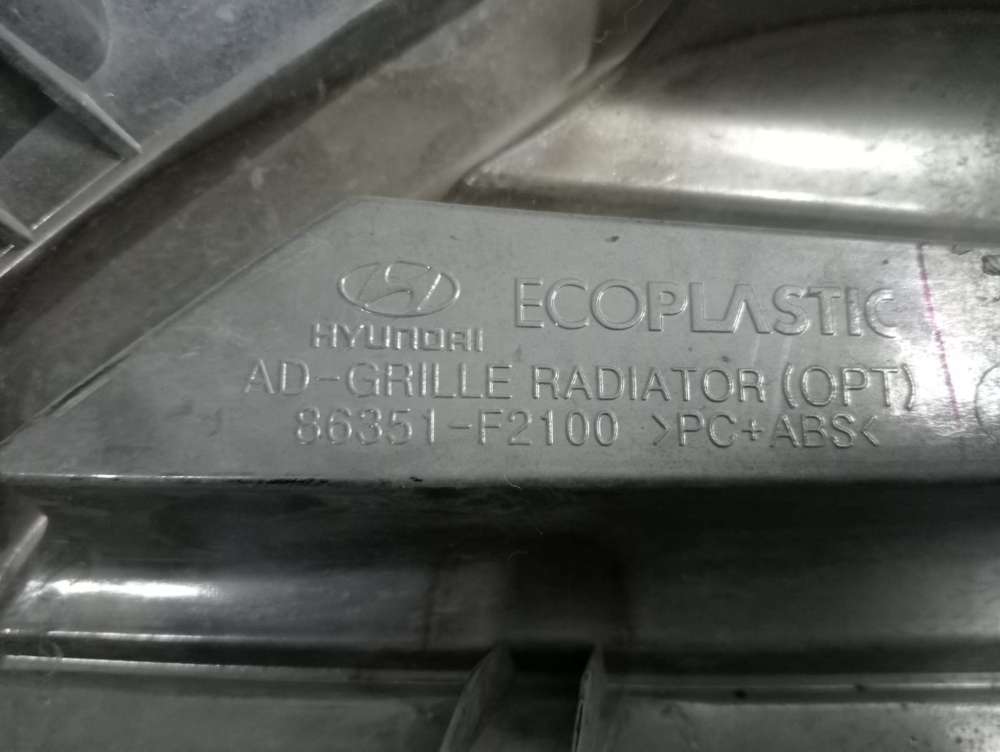 HYUNDAI ECOPLASTIC
AD-GRILLE RADIATOR (OPT)
86351-F2100 >PC+ABS<